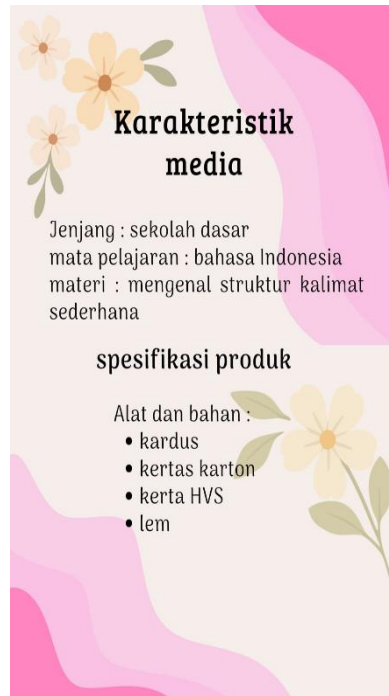 Karakteristik
media
Jenjang : sekolah dasar
mata pelajaran : bahasa Indonesia
materi : mengenal struktur kalimat
sederhana
spesifikasi produk
Alat dan bahan :
• kardus
• kertas karton
• kerta HVS
• lem